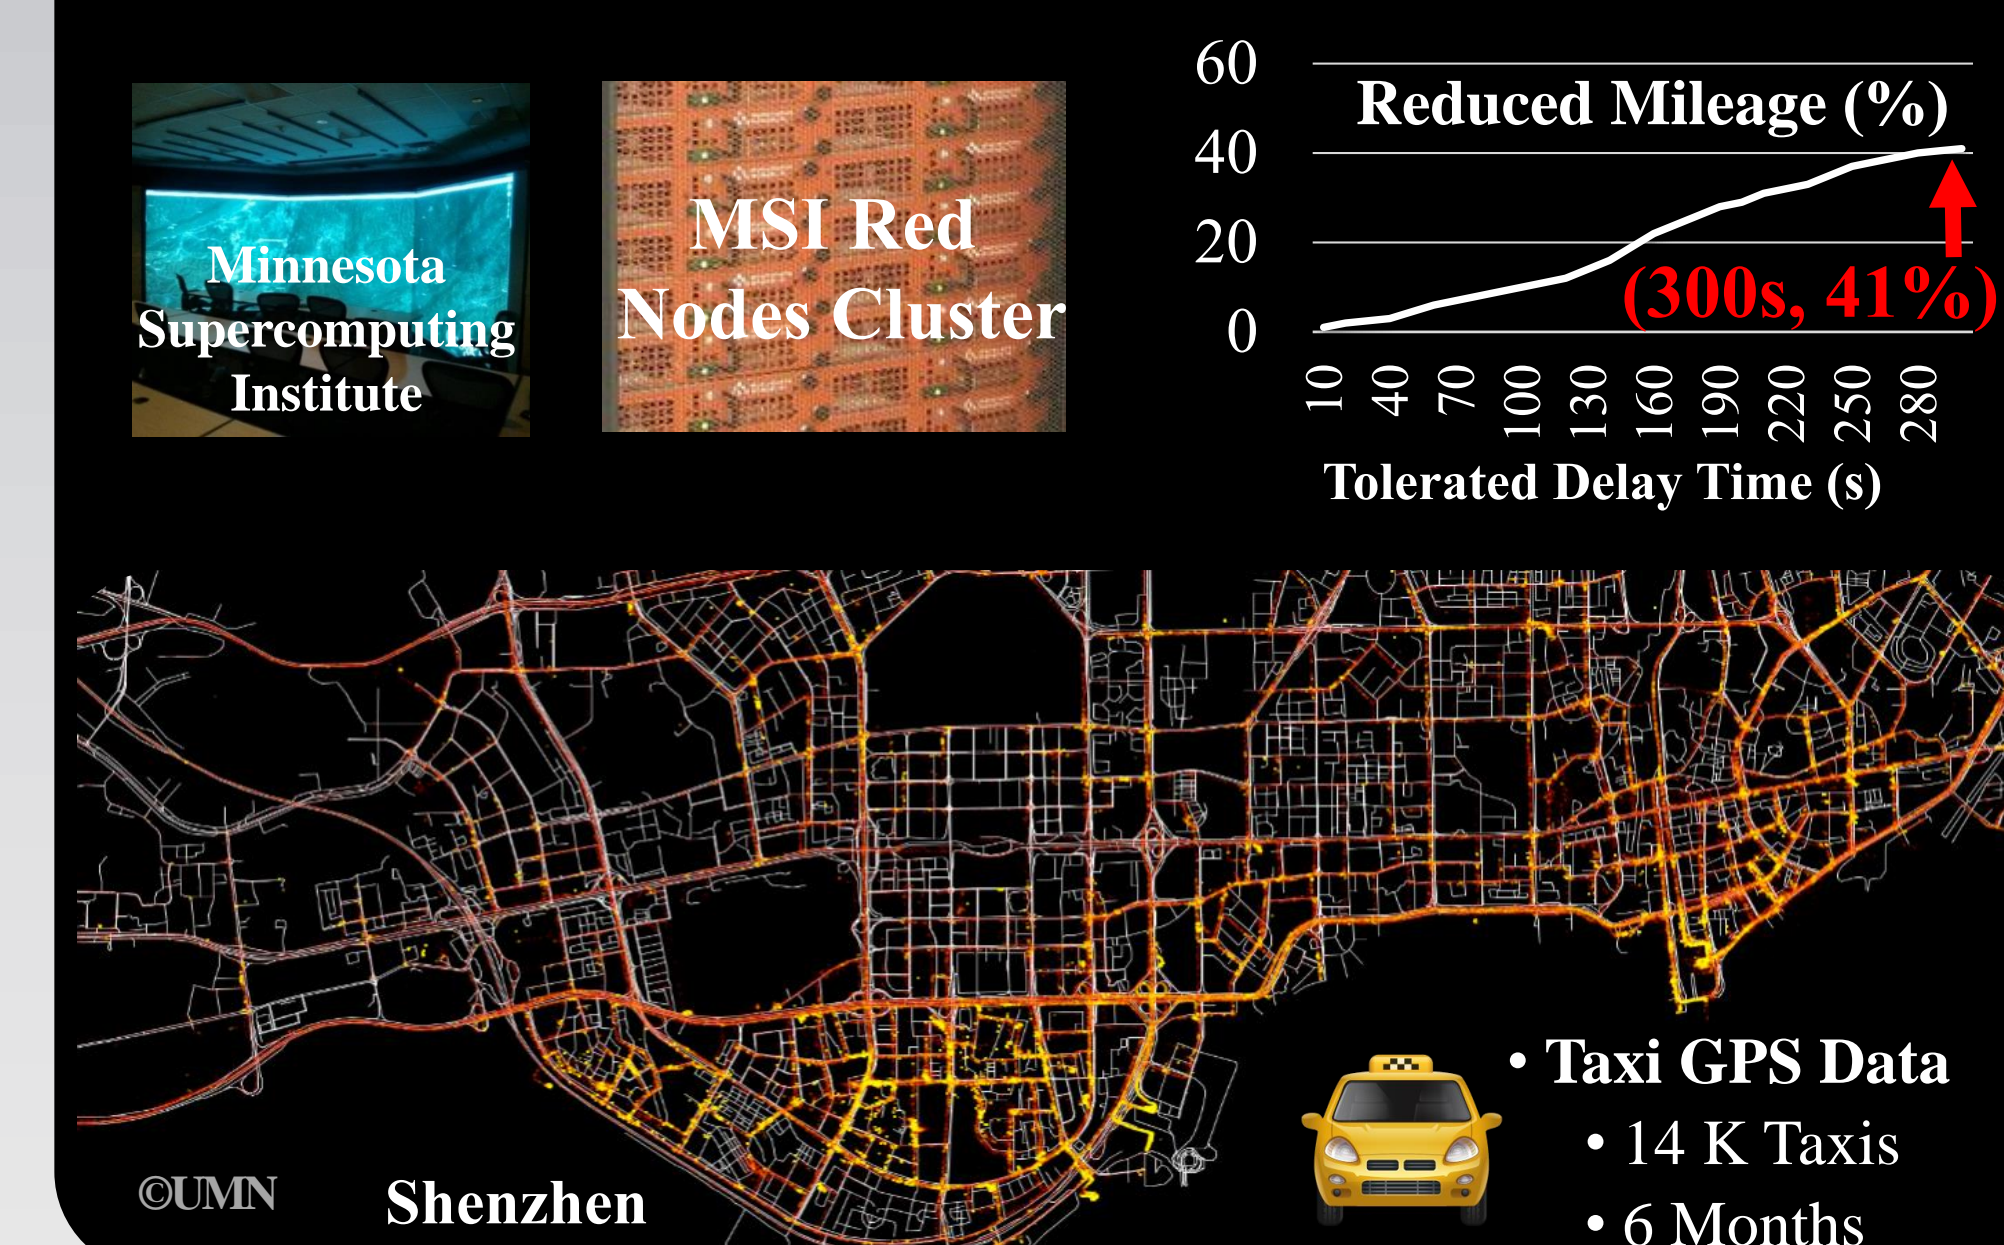 Minnesota
Supercomputing
Institute
MSI Red
Nodes Cluster
60
Reduced Mileage (%)
40
20
(300s, 41%)
0
10
40
70
100
130
160
190
220
250
280
Tolerated Delay Time (s)
• Taxi GPS Data
• 14 K Taxis
• 6 Months
©UMN
Shenzhen